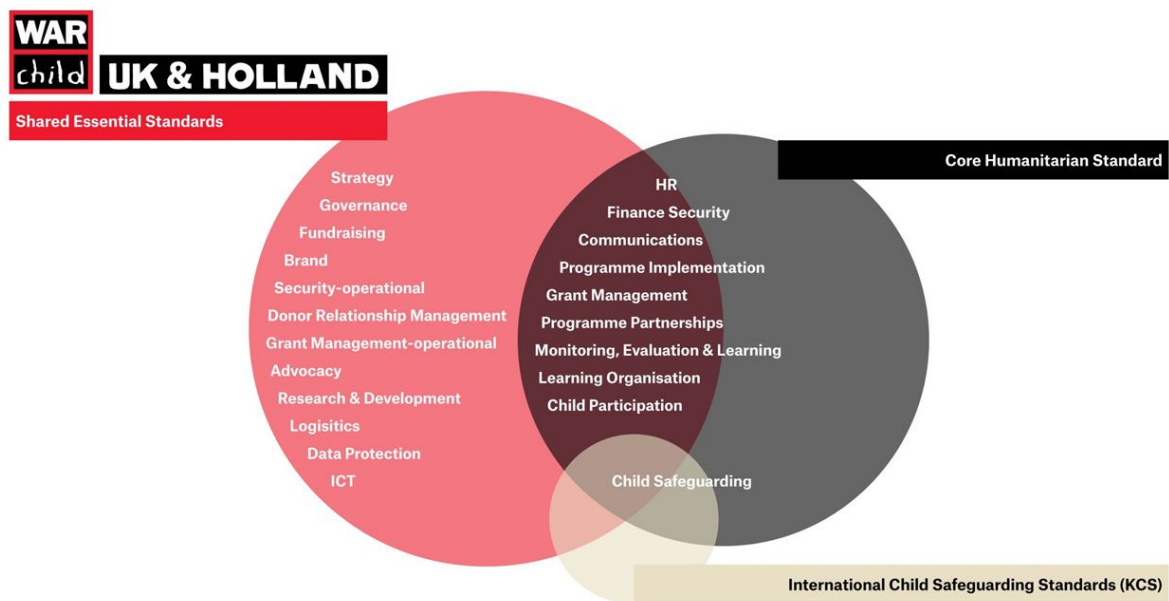 WAR
child
UK & HOLLAND
Shared Essential Standards
Core Humanitarian Standard
Strategy
Governance
Fundraising
Brand
Security-operational
Donor Relationship Management
Grant Management-operational
Advocacy
Research & Development
Logisitics
Data Protection
ICT
HR
Finance Security
Communications
Programme Implementation
Grant Management
Programme Partnerships
Monitoring, Evaluation & Learning
Learning Organisation
Child Participation
Child Safeguarding
International Child Safeguarding Standards (KCS)